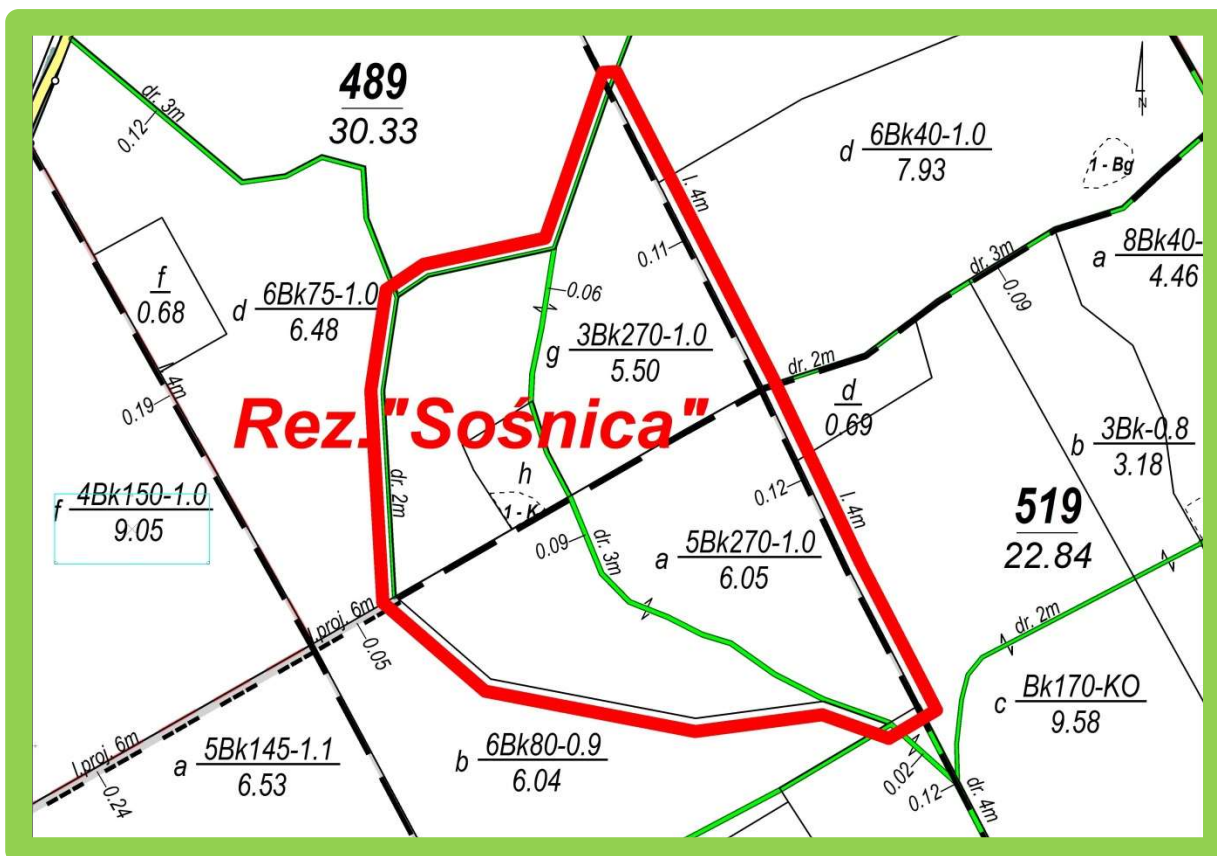 489
30.33
dr. 3m
0.12
N
d 6Bk40-1.0
7.93
1 - Bg
l. 4m
0.11
dr. 3m
0.09
a 8Bk40-
4.46
f
0.68
d 6Bk75-1.0
6.48
0.06
g 3Bk270-1.0
5.50
dr. 2m
4m
0.19
d
0.69
Rez."Sośnica"
b 3Bk-0.8
3.18
h
1 - K
dr. 2m
0.12
l. 4m
f 4Bk150-1.0
9.05
519
22.84
0.09
dr. 3m
a 5Bk270-1.0
6.05
l.proj. 6m
0.05
dr. 2m
c Bk170-KO
9.58
l.proj. 6m
0.24
a 5Bk145-1.1
6.53
b 6Bk80-0.9
6.04
0.02
0.12
dr. 4m